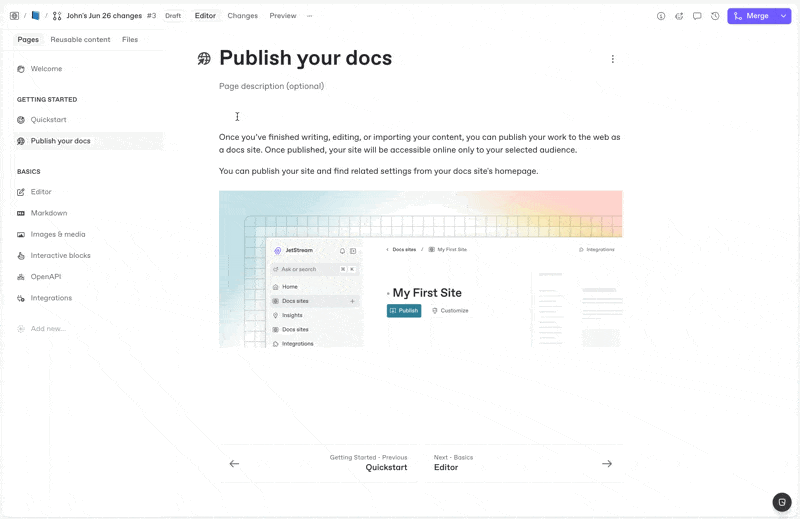 John's Jun 26 changes #3 Draft Editor Changes Preview
Merge
Pages Reusable content Files
Welcome
GETTING STARTED
Quickstart
Publish your docs
BASICS
Editor
Markdown
Images & media
Interactive blocks
OpenAPI
Integrations
Add new...
Publish your docs
Page description (optional)
Once you've finished writing, editing, or importing your content, you can publish your work to the web as
a docs site. Once published, your site will be accessible online only to your selected audience.
You can publish your site and find related settings from your docs site's homepage.
JetStream
Ask or search ⌘ K
Home
Docs sites
Insights
Docs sites
Integrations
Docs sites / My First Site
Integrations
My First Site
Publish Customize
Getting Started - Previous
Quickstart
Next - Basics
Editor